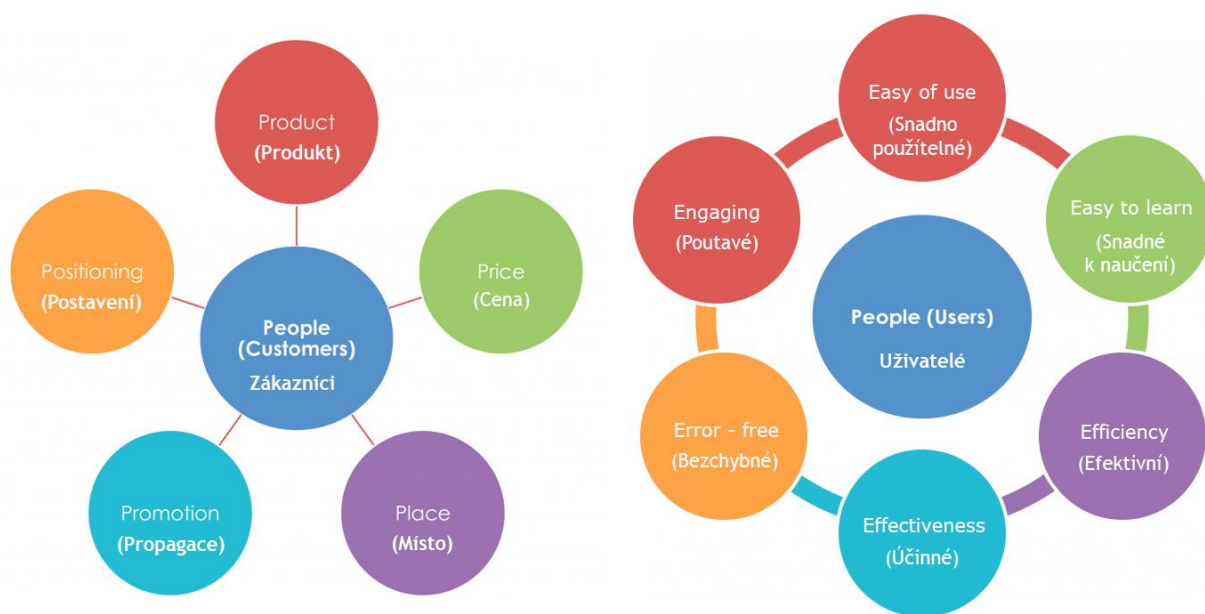 Product
(Produkt)
Positioning
(Postavení)
Price
(Cena)
People
(Customers)
Zákazníci
Promotion
(Propagace)
Place
(Místo)
Easy of use
(Snadno
použítelné)
Engaging
(Poutavé)
Easy to learn
(Snadné
k naučení)
People (Users)
Uživatelé
Error - free
(Bezchybné)
Efficiency
(Efektivní)
Effectiveness
(Účinné)